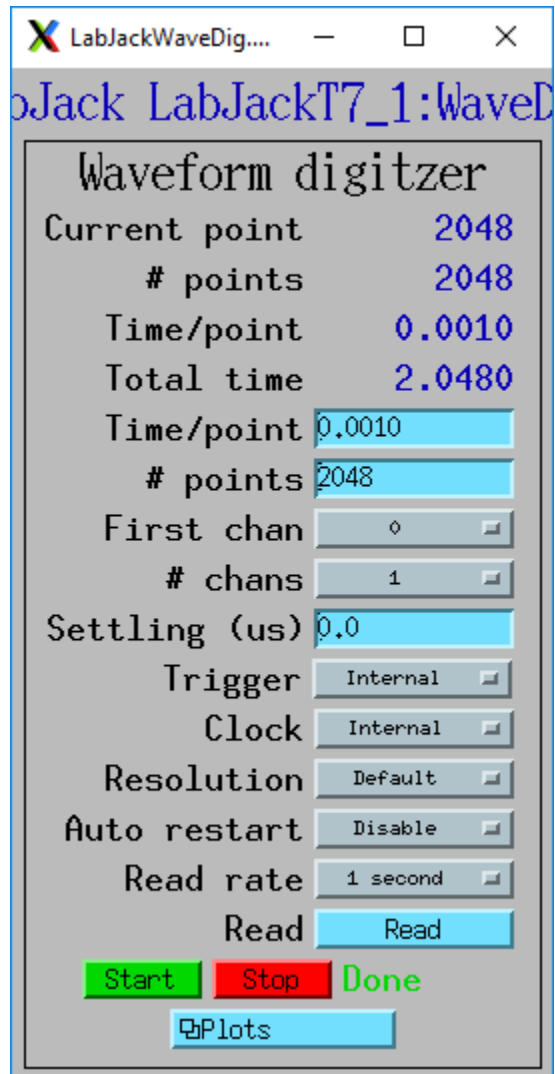 LabJackWaveDig....
bJack LabJackT7_1:WaveD
Waveform digitzer
Current point 2048
# points 2048
Time/point 0.0010
Total time 2.0480
Time/point 0.0010
# points 2048
First chan 0
# chans 1
Settling (us) 0.0
Trigger Internal
Clock Internal
Resolution Default
Auto restart Disable
Read rate 1 second
Read Read
Start Stop Done
Plots